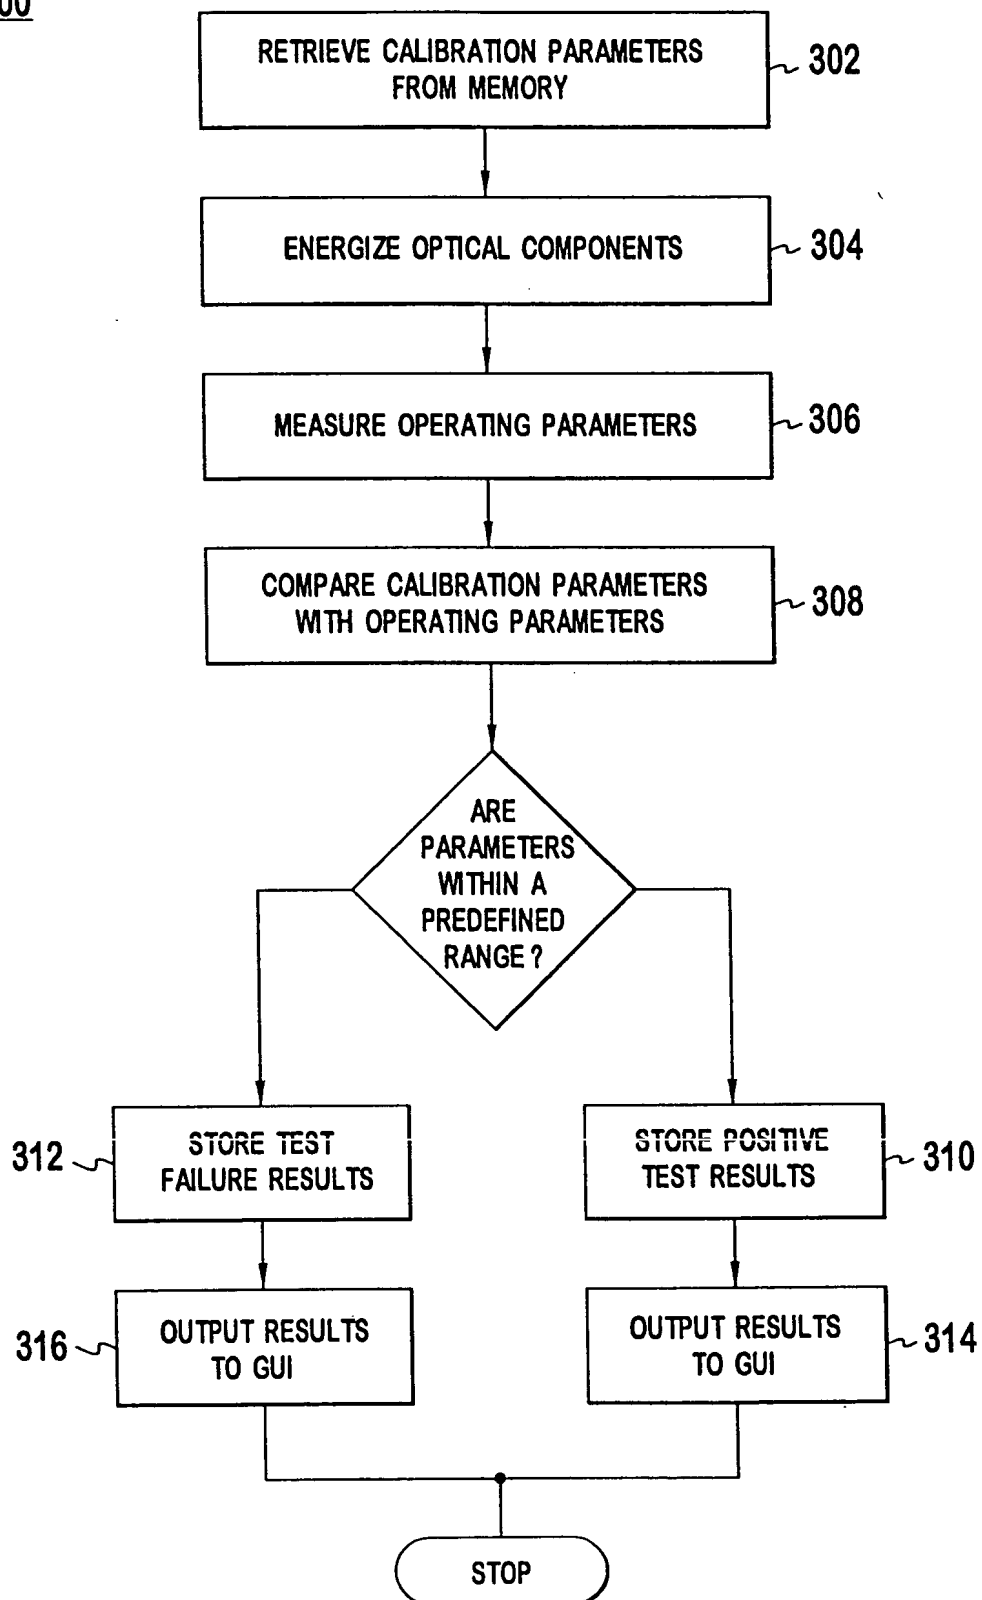 RETRIEVE CALIBRATION PARAMETERS
FROM MEMORY
302
ENERGIZE OPTICAL COMPONENTS
304
MEASURE OPERATING PARAMETERS
306
COMPARE CALIBRATION PARAMETERS
WITH OPERATING PARAMETERS
308
ARE
PARAMETERS
WITHIN A
PREDEFINED
RANGE?
312
STORE TEST
FAILURE RESULTS
STORE POSITIVE
TEST RESULTS
310
316
OUTPUT RESULTS
TO GUI
OUTPUT RESULTS
TO GUI
314
STOP